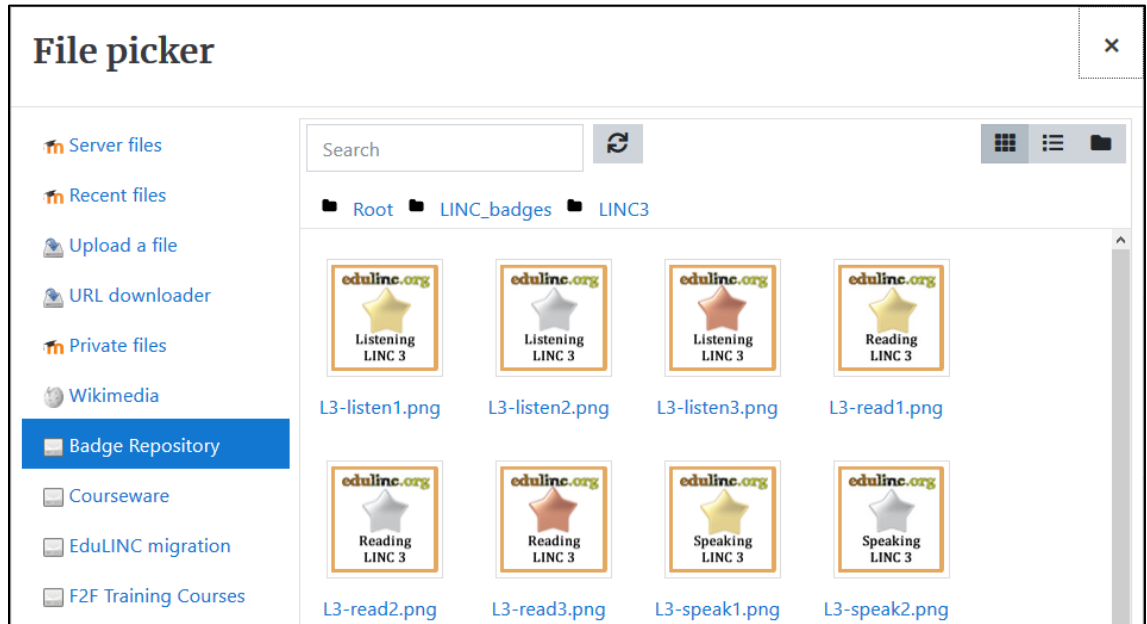 File picker
Server files
Recent files
Upload a file
URL downloader
Private files
Wikimedia
Badge Repository
Courseware
EduLINC migration
F2F Training Courses
Search
Root LINC_badges LINC3
edulinc.org
Listening
LINC 3
L3-listen1.png
edulinc.org
Listening
LINC 3
L3-listen2.png
edulinc.org
Listening
LINC 3
L3-listen3.png
edulinc.org
Reading
LINC 3
L3-read1.png
edulinc.org
Reading
LINC 3
L3-read2.png
edulinc.org
Reading
LINC 3
L3-read3.png
edulinc.org
Speaking
LINC 3
L3-speak1.png
edulinc.org
Speaking
LINC 3
L3-speak2.png